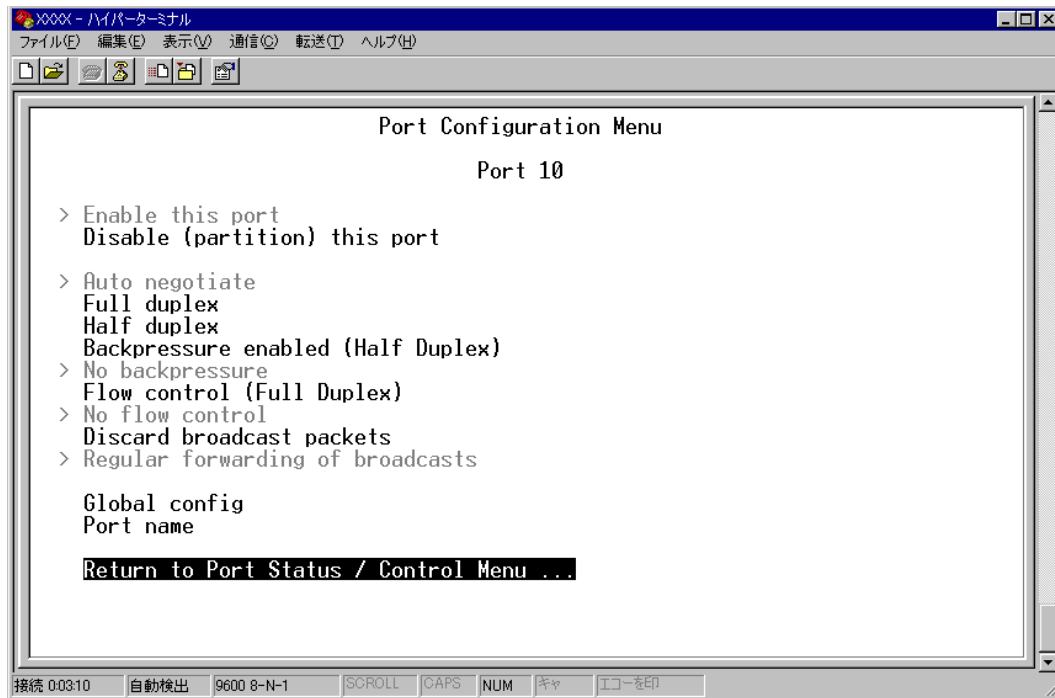 XXXX - ハイパーターミナル
ファイル(F) 編集(E) 表示(V) 通信(C) 転送(T) ヘルプ(H)
Port Configuration Menu
Port 10
> Enable this port
Disable (partition) this port
> Auto negotiate
Full duplex
Half duplex
Backpressure enabled (Half Duplex)
> No backpressure
Flow control (Full Duplex)
> No flow control
Discard broadcast packets
> Regular forwarding of broadcasts
Global config
Port name
Return to Port Status / Control Menu ...
接続 0:03:10 自動検出 9600 8-N-1 SCROLL CAPS NUM キャ エコーを印